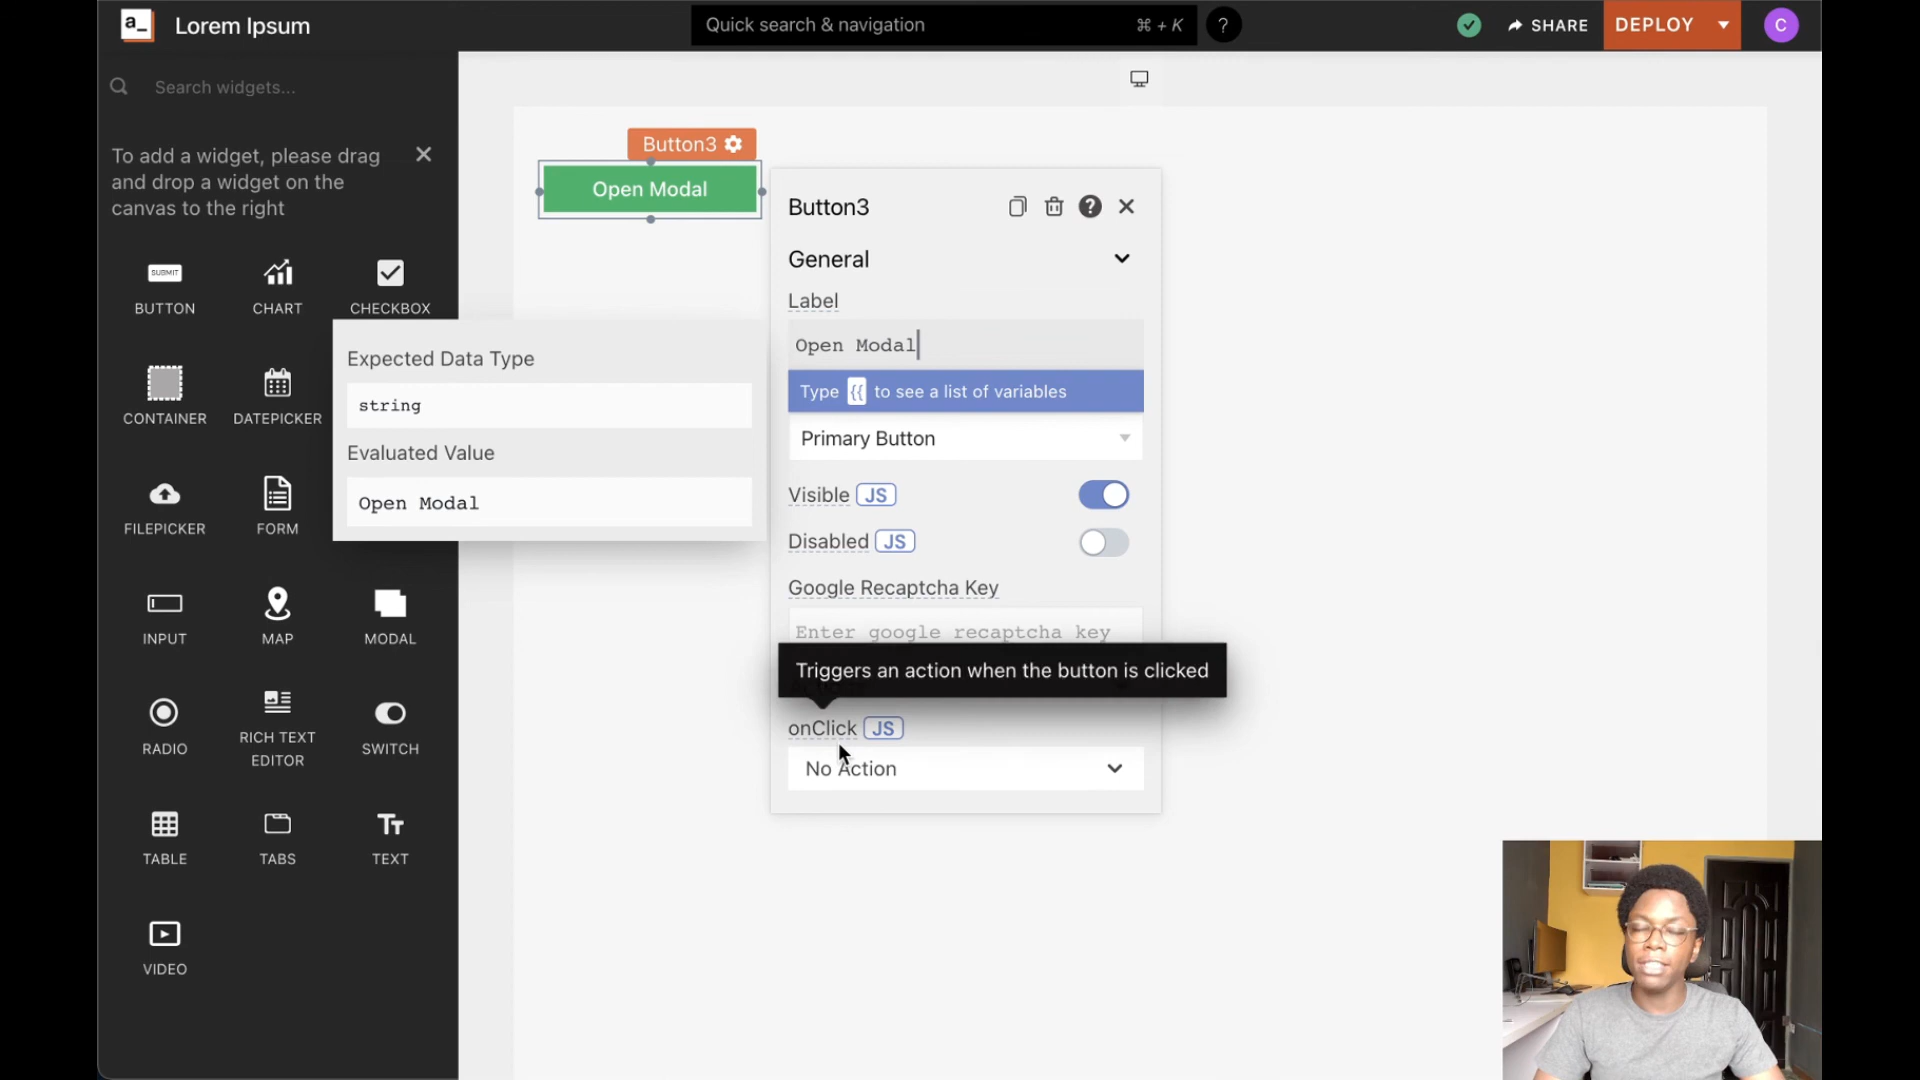 a_
Lorem Ipsum
Quick search & navigation
⌘ + K
?
SHARE
DEPLOY
C
Search widgets...
To add a widget, please drag
and drop a widget on the
canvas to the right
SUBMIT
BUTTON
CHART
CHECKBOX
CONTAINER
DATEPICKER
FILEPICKER
FORM
INPUT
MAP
MODAL
RADIO
RICH TEXT
EDITOR
SWITCH
TABLE
TABS
Tт
TEXT
VIDEO
Expected Data Type
string
Evaluated Value
Open Modal
Button3
Open Modal
Button3
?
General
Label
Open Modal
Type {{ to see a list of variables
Primary Button
Visible JS
Disabled JS
Google Recaptcha Key
Enter google recaptcha key
Triggers an action when the button is clicked
onClick JS
No Action